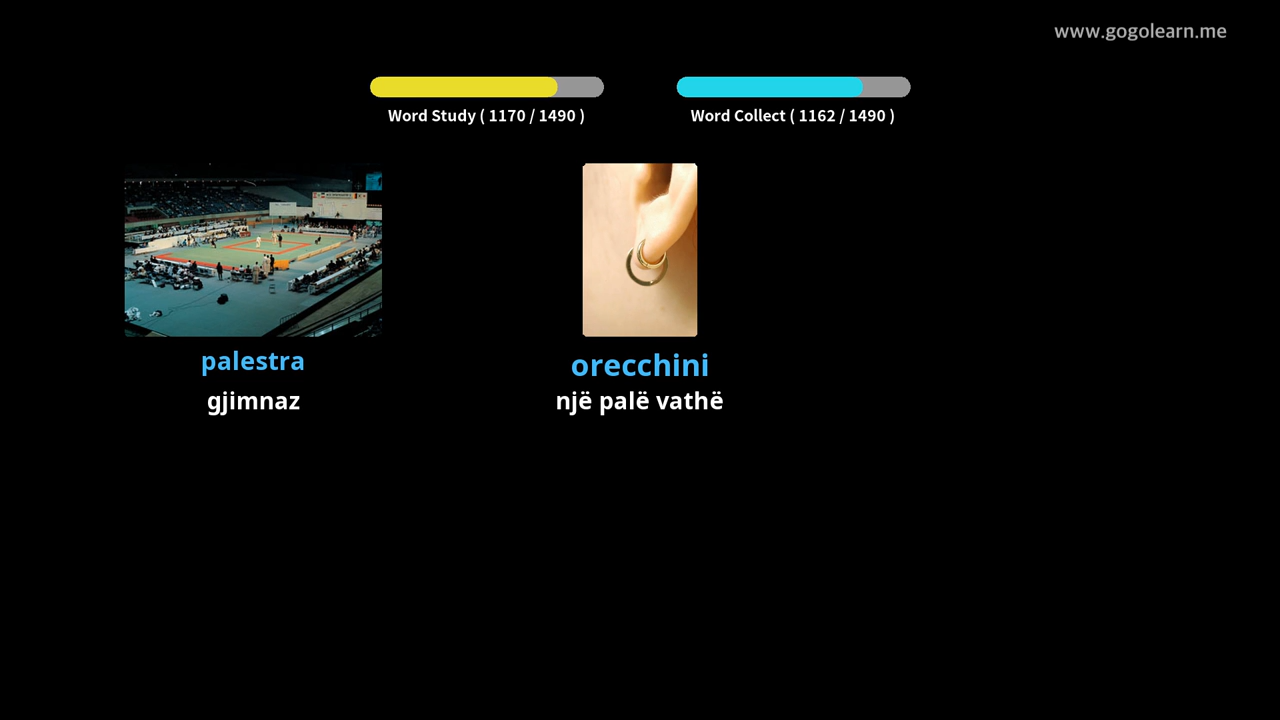 www.gogolearn.me
Word Study ( 1170 / 1490 )
Word Collect ( 1162 / 1490 )
palestra
gjimnaz
orecchini
një palë vathë